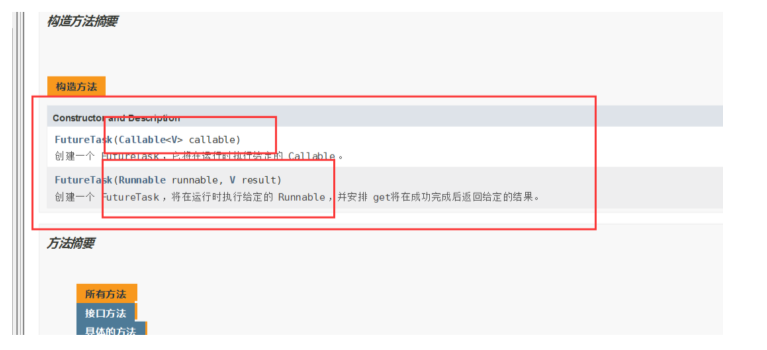 构造方法摘要
构造方法
Constructor and Description
FutureTask(Callable<V> callable)
创建一个 FutureTask，它将在运行时执行给定的 Callable 。
FutureTask(Runnable runnable, V result)
创建一个 FutureTask，将在运行时执行给定的 Runnable ，并安排 get将在成功完成后返回给定的结果。
方法摘要
所有方法
接口方法
具体的方法